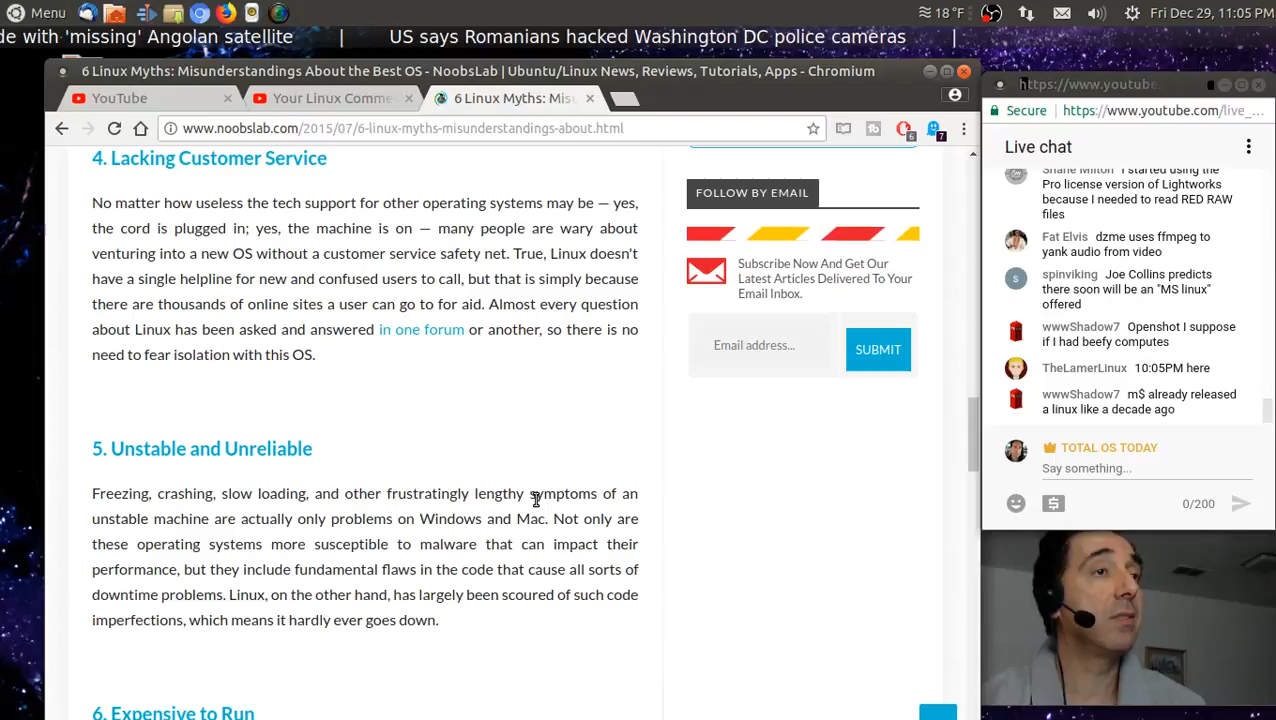 Menu
18 °F
Fri Dec 29, 11:05 PM
de with 'missing' Angolan satellite | US says Romanians hacked Washington DC police cameras |
6 Linux Myths: Misunderstandings About the Best OS - NoobsLab | Ubuntu/Linux News, Reviews, Tutorials, Apps - Chromium
YouTube
Your Linux Comme
6 Linux Myths: Misu
www.noobslab.com/2015/07/6-linux-myths-misunderstandings-about.html
6
7
4. Lacking Customer Service
No matter how useless the tech support for other operating systems may be — yes,
the cord is plugged in; yes, the machine is on — many people are wary about
venturing into a new OS without a customer service safety net. True, Linux doesn't
have a single helpline for new and confused users to call, but that is simply because
there are thousands of online sites a user can go to for aid. Almost every question
about Linux has been asked and answered in one forum or another, so there is no
need to fear isolation with this OS.
5. Unstable and Unreliable
Freezing, crashing, slow loading, and other frustratingly lengthy symptoms of an
unstable machine are actually only problems on Windows and Mac. Not only are
these operating systems more susceptible to malware that can impact their
performance, but they include fundamental flaws in the code that cause all sorts of
downtime problems. Linux, on the other hand, has largely been scoured of such code
imperfections, which means it hardly ever goes down.
6. Expensive to Run
FOLLOW BY EMAIL
Subscribe Now And Get Our
Latest Articles Delivered To Your
Email Inbox.
Email address...
SUBMIT
https://www.youtube.
Secure
https://www.youtube.com/live_...
Live chat
Shane Milton I started using the
Pro license version of Lightworks
because I needed to read RED RAW
files
Fat Elvis dzme uses ffmpeg to
yank audio from video
S
spinviking Joe Collins predicts
there soon will be an "MS linux"
offered
wwwShadow7 Openshot I suppose
if I had beefy computes
TheLamerLinux 10:05PM here
wwwShadow7 m$ already released
a linux like a decade ago
TOTAL OS TODAY
Say something...
0/200